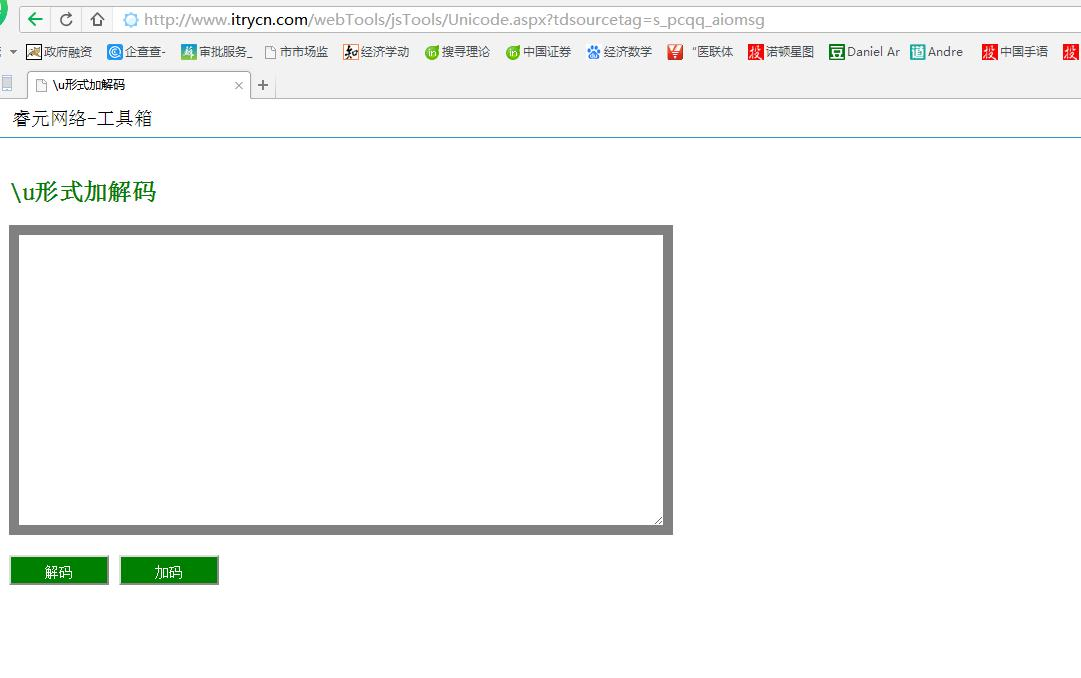 http://www.itrycn.com/webTools/jsTools/Unicode.aspx?tdsourcetag=s_pcqq_aiomsg
政府融资 企查查- 审批服务_ 市市场监 经济学动 搜寻理论 中国证券 经济数学 “医联体 诺顿星图 Daniel Ar Andre 中国手语
\u形式加解码
睿元网络-工具箱
\u形式加解码
解码 加码